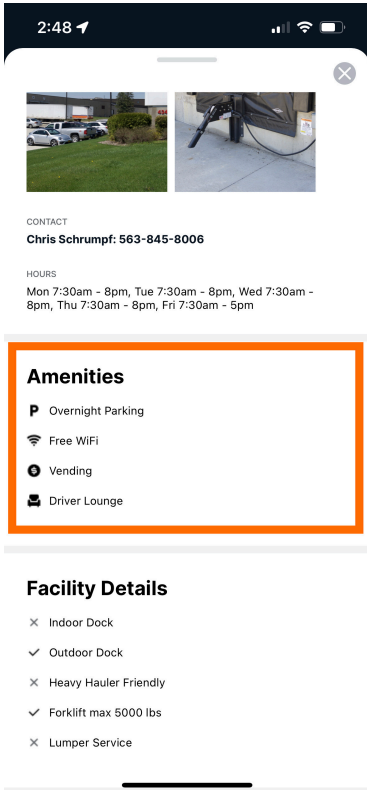 2:48
CONTACT
Chris Schrumpf: 563-845-8006
HOURS
Mon 7:30am - 8pm, Tue 7:30am - 8pm, Wed 7:30am -
8pm, Thu 7:30am - 8pm, Fri 7:30am - 5pm
Amenities
P Overnight Parking
Free WiFi
$ Vending
Driver Lounge
Facility Details
Indoor Dock
Outdoor Dock
Heavy Hauler Friendly
Forklift max 5000 lbs
Lumper Service